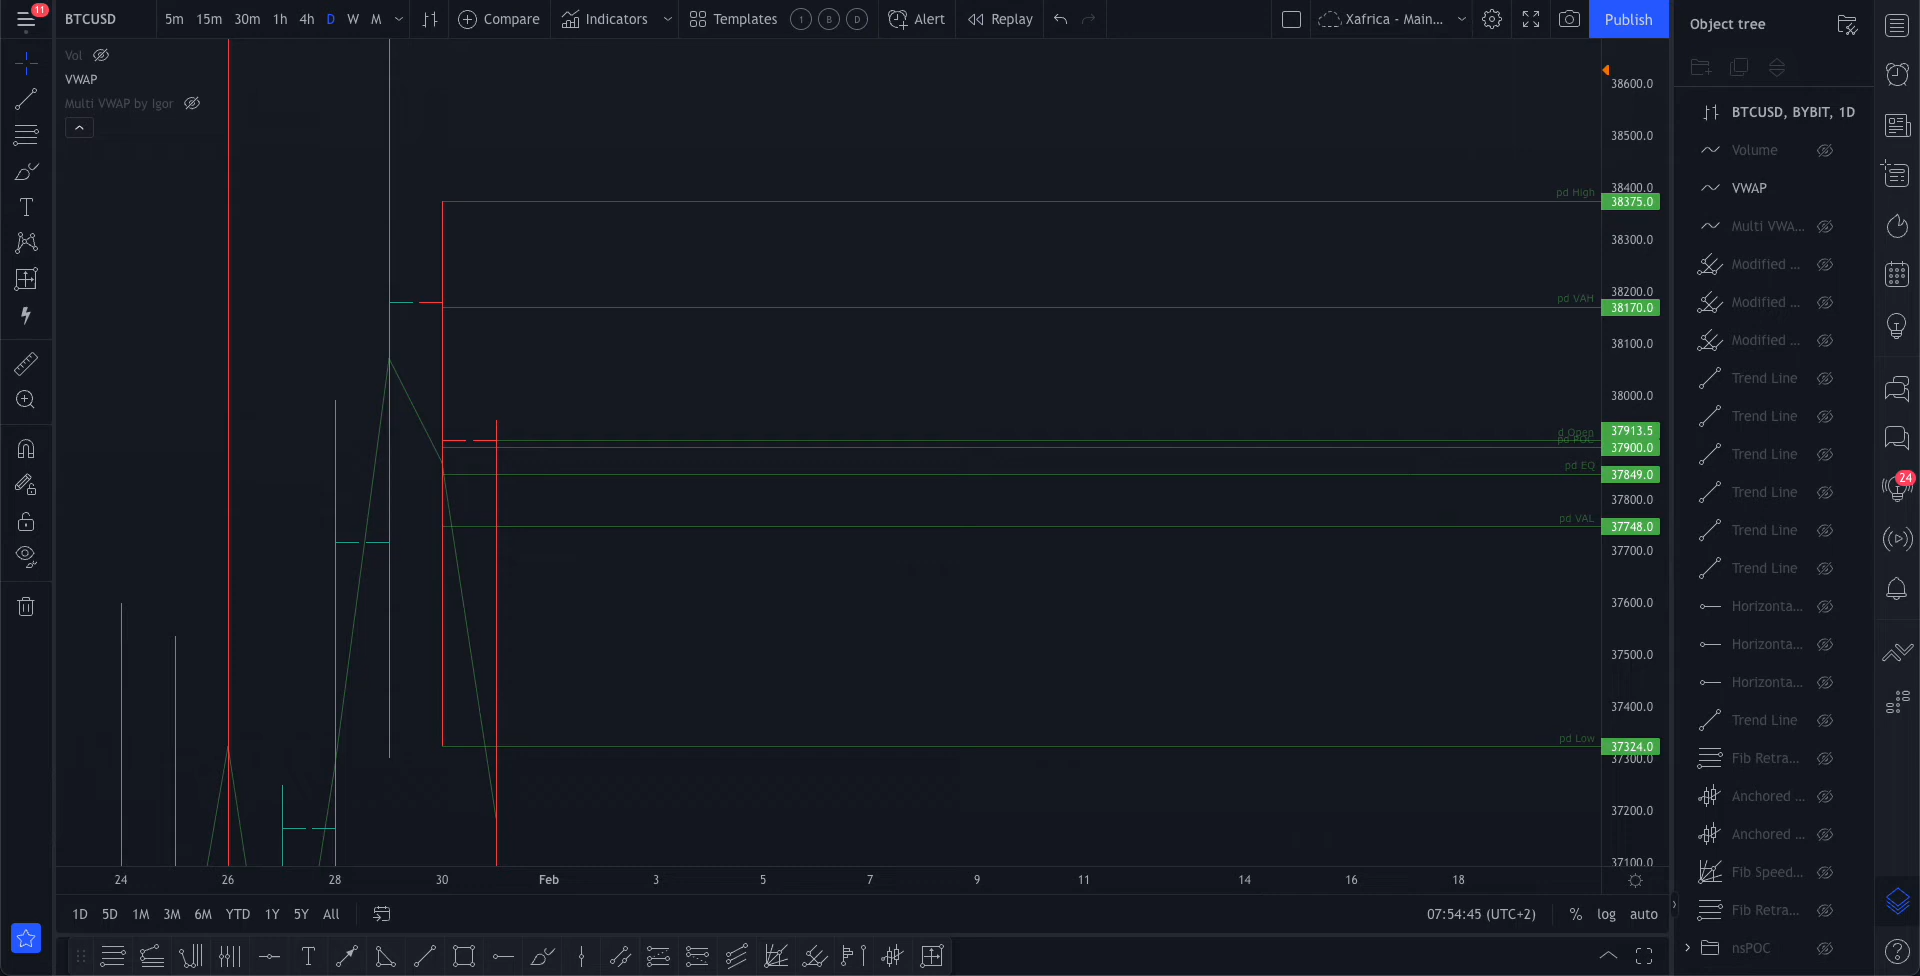 11
BTCUSD 5m 15m 30m 1h 4h D W M Compare Indicators Templates 1 B D Alert Replay Xafrica - Main... Publish
Vol
VWAP
Multi VWAP by Igor
38600.0
38500.0
38400.0
pd High 38375.0
38300.0
38200.0
pd VAH 38170.0
38100.0
38000.0
d Open 37913.5
pd POC 37900.0
pd EQ 37849.0
37800.0
pd VAL 37748.0
37700.0
37600.0
37500.0
37400.0
pd Low 37324.0
37300.0
37200.0
37100.0
24 26 28 30 Feb 3 5 7 9 11 14 16 18
1D 5D 1M 3M 6M YTD 1Y 5Y All 07:54:45 (UTC+2) % log auto
Object tree
BTCUSD, BYBIT, 1D
Volume
VWAP
Multi VWA...
Modified ...
Modified ...
Modified ...
Trend Line
Trend Line
Trend Line
Trend Line
Trend Line
Trend Line
Horizonta...
Horizonta...
Horizonta...
Trend Line
Fib Retra...
Anchored ...
Anchored ...
Fib Speed...
Fib Retra...
nsPOC
24